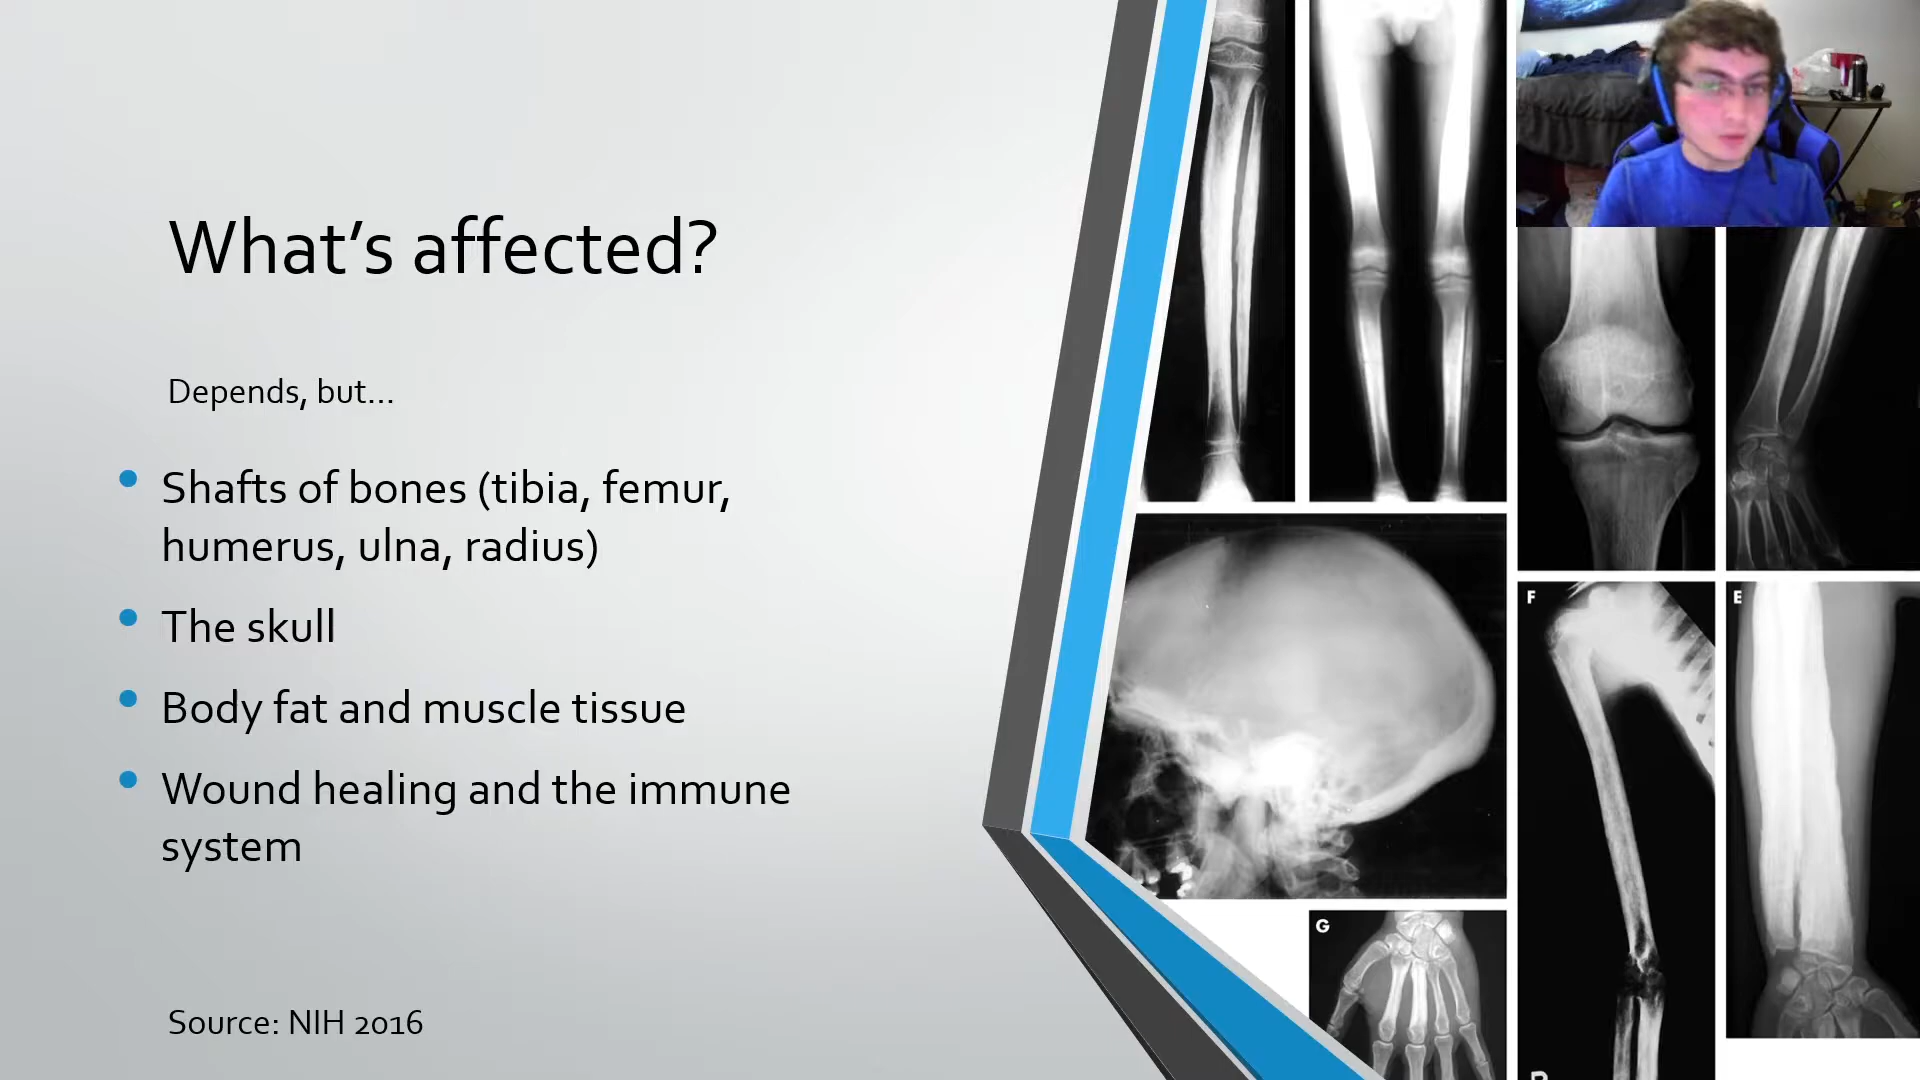 What’s affected?
Depends, but...
Shafts of bones (tibia, femur,
humerus, ulna, radius)
The skull
Body fat and muscle tissue
Wound healing and the immune
system
Source: NIH 2016
F
E
G